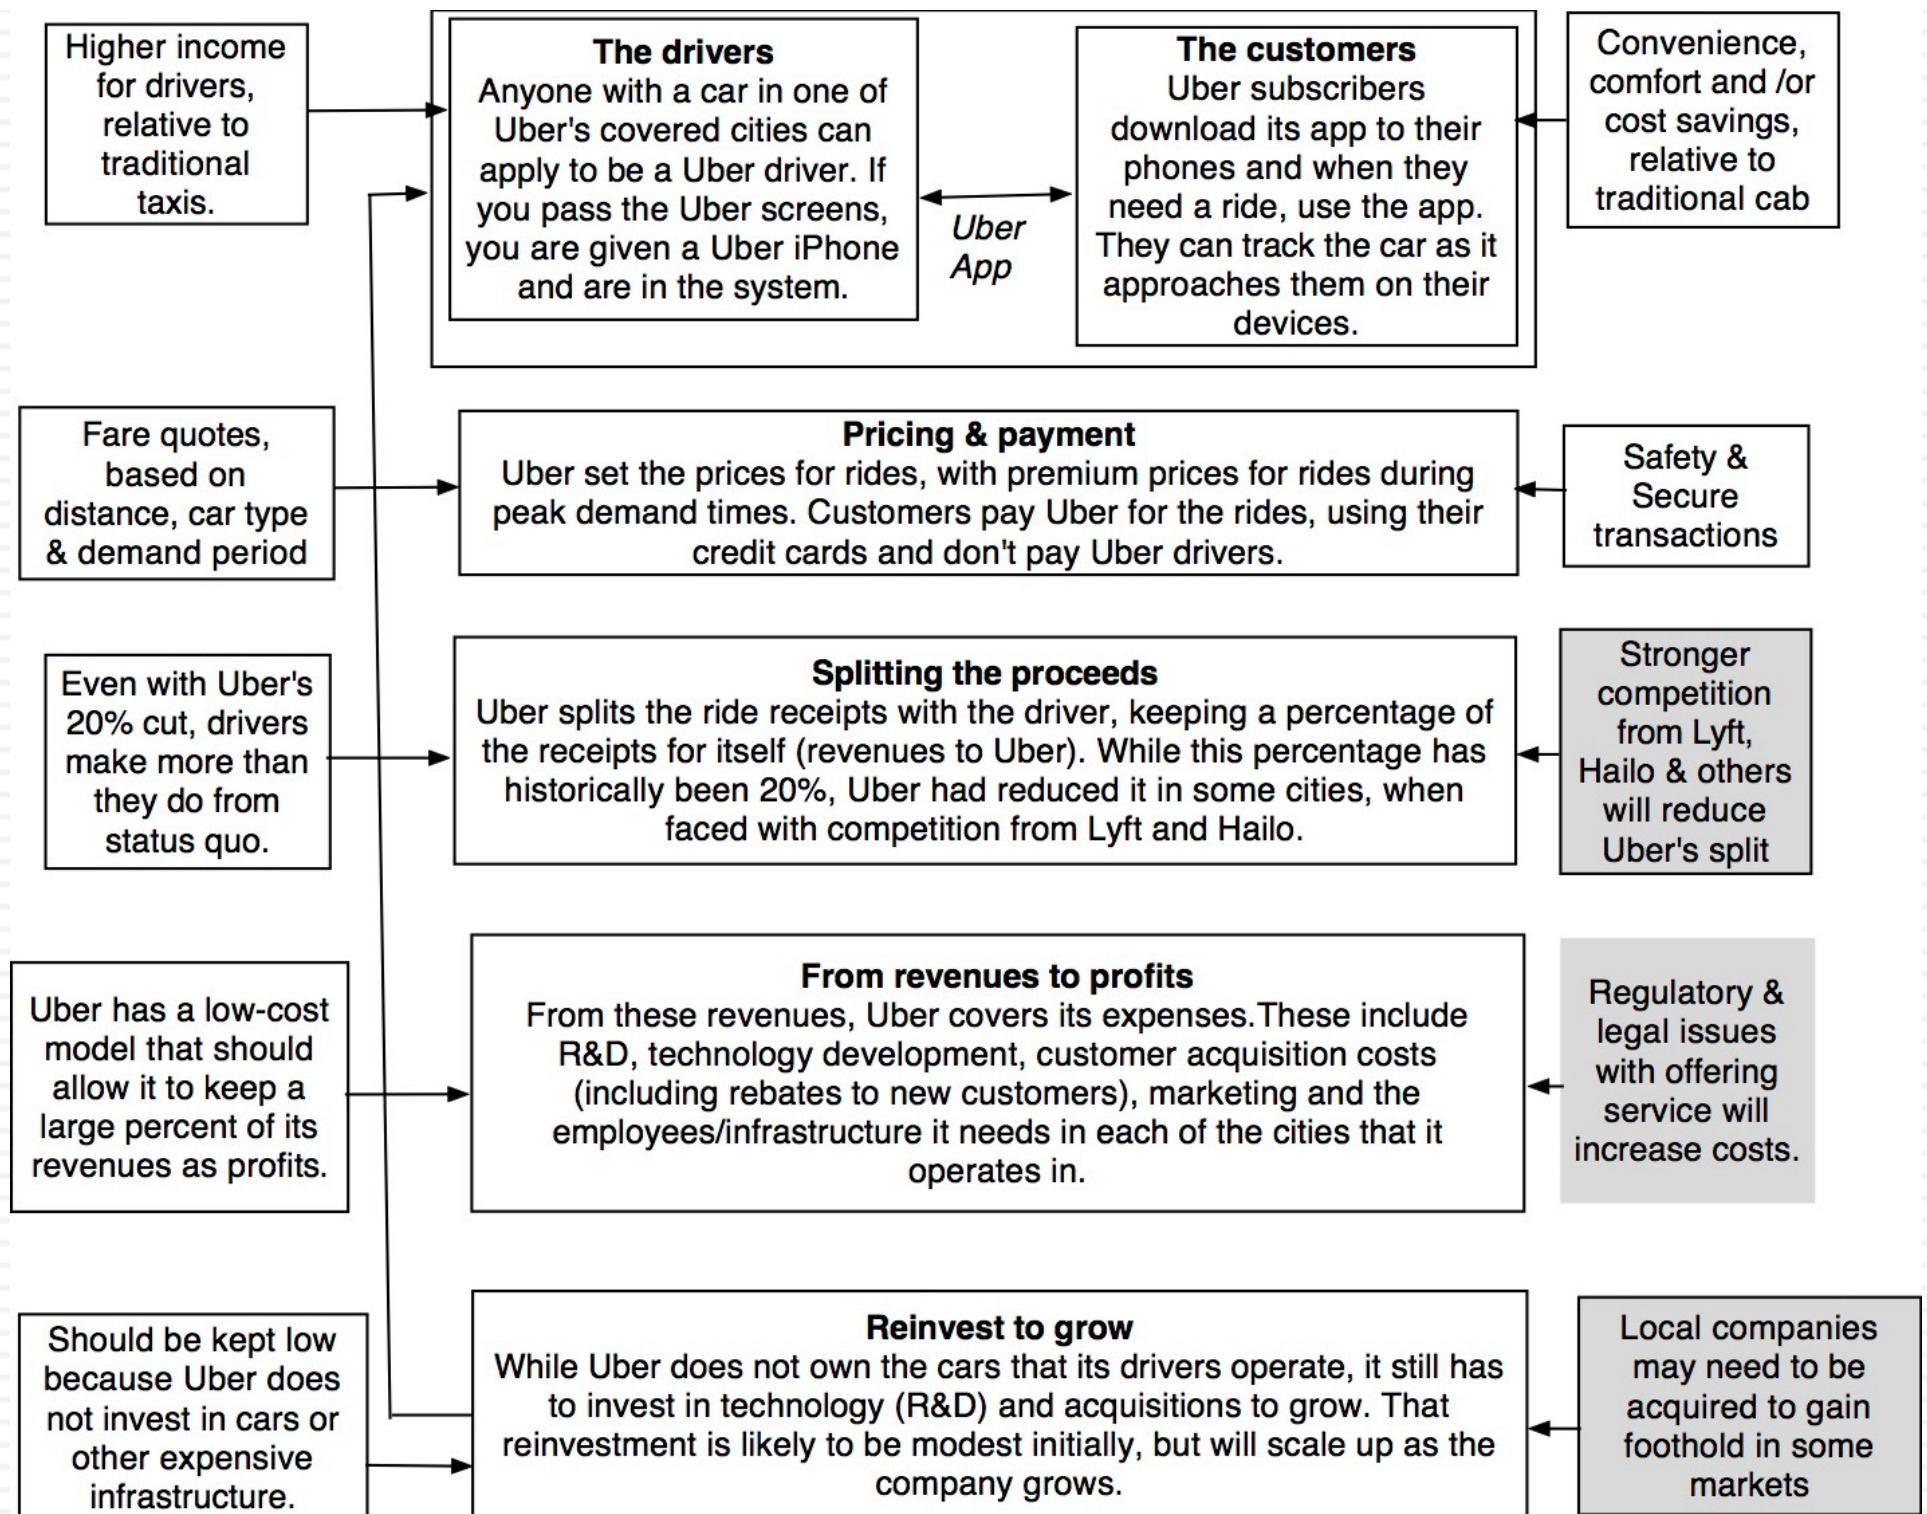 Higher income
for drivers,
relative to
traditional
taxis.
The drivers
Anyone with a car in one of
Uber's covered cities can
apply to be a Uber driver. If
you pass the Uber screens,
you are given a Uber iPhone
and are in the system.
Uber
App
The customers
Uber subscribers
download its app to their
phones and when they
need a ride, use the app.
They can track the car as it
approaches them on their
devices.
Convenience,
comfort and /or
cost savings,
relative to
traditional cab
Fare quotes,
based on
distance, car type
& demand period
Pricing & payment
Uber set the prices for rides, with premium prices for rides during
peak demand times. Customers pay Uber for the rides, using their
credit cards and don't pay Uber drivers.
Safety &
Secure
transactions
Even with Uber's
20% cut, drivers
make more than
they do from
status quo.
Splitting the proceeds
Uber splits the ride receipts with the driver, keeping a percentage of
the receipts for itself (revenues to Uber). While this percentage has
historically been 20%, Uber had reduced it in some cities, when
faced with competition from Lyft and Hailo.
Stronger
competition
from Lyft,
Hailo & others
will reduce
Uber's split
Uber has a low-cost
model that should
allow it to keep a
large percent of its
revenues as profits.
From revenues to profits
From these revenues, Uber covers its expenses.These include
R&D, technology development, customer acquisition costs
(including rebates to new customers), marketing and the
employees/infrastructure it needs in each of the cities that it
operates in.
Regulatory &
legal issues
with offering
service will
increase costs.
Should be kept low
because Uber does
not invest in cars or
other expensive
infrastructure.
Reinvest to grow
While Uber does not own the cars that its drivers operate, it still has
to invest in technology (R&D) and acquisitions to grow. That
reinvestment is likely to be modest initially, but will scale up as the
company grows.
Local companies
may need to be
acquired to gain
foothold in some
markets